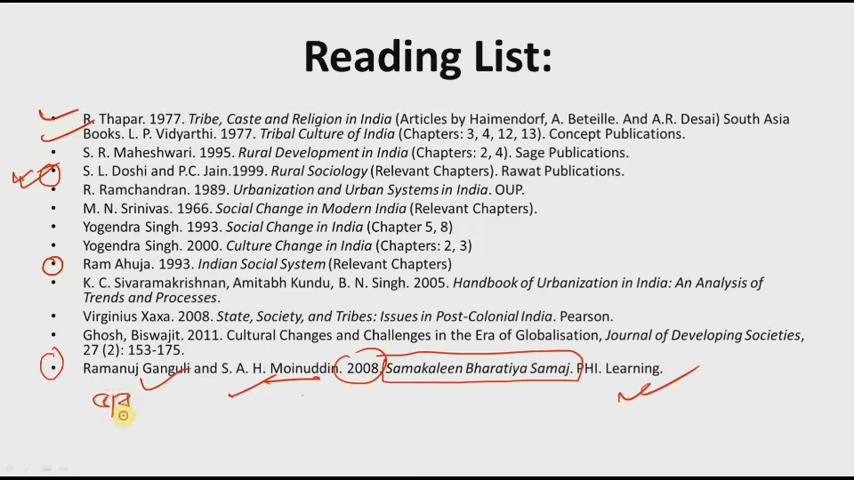 Reading List:
• R. Thapar. 1977. Tribe, Caste and Religion in India (Articles by Haimendorf, A. Beteille. And A.R. Desai) South Asia
Books. L. P. Vidyarthi. 1977. Tribal Culture of India (Chapters: 3, 4, 12, 13). Concept Publications.
• S. R. Maheshwari. 1995. Rural Development in India (Chapters: 2, 4). Sage Publications.
• S. L. Doshi and P.C. Jain.1999. Rural Sociology (Relevant Chapters). Rawat Publications.
• R. Ramchandran. 1989. Urbanization and Urban Systems in India. OUP.
• M. N. Srinivas. 1966. Social Change in Modern India (Relevant Chapters).
• Yogendra Singh. 1993. Social Change in India (Chapter 5, 8)
• Yogendra Singh. 2000. Culture Change in India (Chapters: 2, 3)
• Ram Ahuja. 1993. Indian Social System (Relevant Chapters)
• K. C. Sivaramakrishnan, Amitabh Kundu, B. N. Singh. 2005. Handbook of Urbanization in India: An Analysis of
Trends and Processes.
• Virginius Xaxa. 2008. State, Society, and Tribes: Issues in Post-Colonial India. Pearson.
• Ghosh, Biswajit. 2011. Cultural Changes and Challenges in the Era of Globalisation, Journal of Developing Societies,
27 (2): 153-175.
• Ramanuj Ganguli and S. A. H. Moinuddin. 2008. Samakaleen Bharatiya Samaj. PHI. Learning.